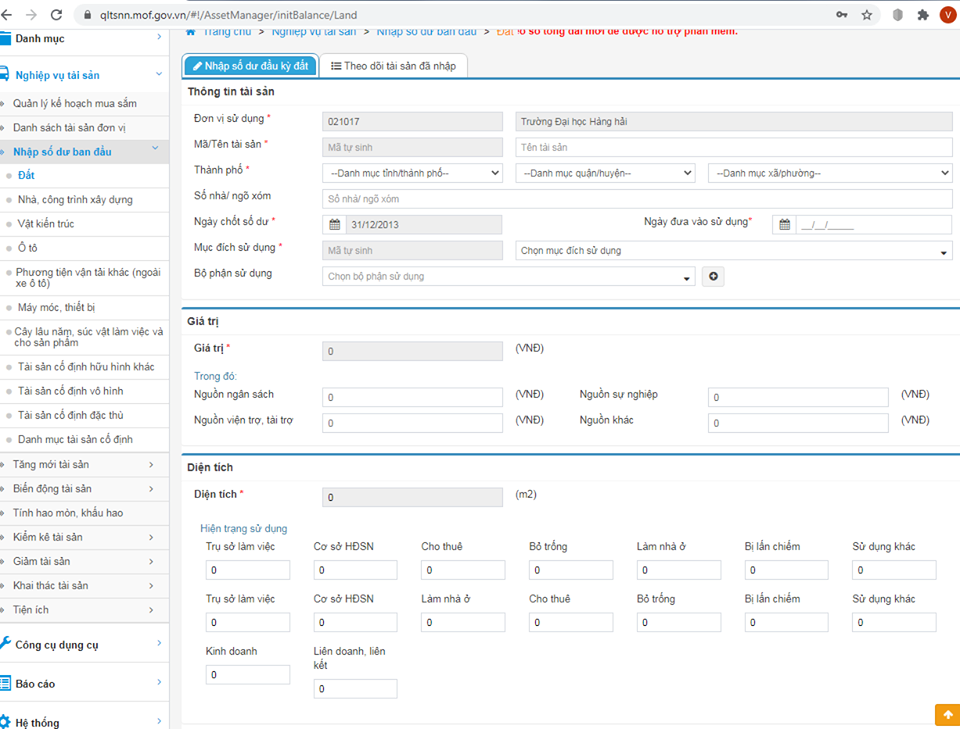 qltsnn.mof.gov.vn/#!/AssetManager/initBalance/Land
V
Trang chủ > Nghiệp vụ tài sản > Nhập số dư ban đầu > Đất
số tổng đài mới để được hỗ trợ phần mềm.
Danh mục
Nghiệp vụ tài sản
Quản lý kế hoạch mua sắm
Danh sách tài sản đơn vị
Nhập số dư ban đầu
Đất
Nhà, công trình xây dựng
Vật kiến trúc
Ô tô
Phương tiện vận tải khác (ngoài
xe ô tô)
Máy móc, thiết bị
Cây lâu năm, súc vật làm việc và
cho sản phẩm
Tài sản cố định hữu hình khác
Tài sản cố định vô hình
Tài sản cố định đặc thù
Danh mục tài sản cố định
Tăng mới tài sản
Biến động tài sản
Tính hao mòn, khấu hao
Kiểm kê tài sản
Giảm tài sản
Khai thác tài sản
Tiện ích
Công cụ dụng cụ
Báo cáo
Hệ thống
Nhập số dư đầu kỳ đất
Theo dõi tài sản đã nhập
Thông tin tài sản
Đơn vị sử dụng * 021017 Trường Đại học Hàng hải
Mã/Tên tài sản * Mã tự sinh Tên tài sản
Thành phố * --Danh mục tỉnh/thành phố-- --Danh mục quận/huyện-- --Danh mục xã/phường--
Số nhà/ ngõ xóm Số nhà/ ngõ xóm
Ngày chốt số dư * 31/12/2013 Ngày đưa vào sử dụng* __/__/____
Mục đích sử dụng * Mã tự sinh Chọn mục đích sử dụng
Bộ phận sử dụng Chọn bộ phận sử dụng
Giá trị
Giá trị * 0 (VNĐ)
Trong đó:
Nguồn ngân sách 0 (VNĐ) Nguồn sự nghiệp 0 (VNĐ)
Nguồn viện trợ, tài trợ 0 (VNĐ) Nguồn khác 0 (VNĐ)
Diện tích
Diện tích * 0 (m2)
Hiện trạng sử dụng
Trụ sở làm việc Cơ sở HĐSN Cho thuê Bỏ trống Làm nhà ở Bị lấn chiếm Sử dụng khác
0 0 0 0 0 0 0
Trụ sở làm việc Cơ sở HĐSN Làm nhà ở Cho thuê Bỏ trống Bị lấn chiếm Sử dụng khác
0 0 0 0 0 0 0
Kinh doanh Liên doanh, liên
kết
0 0